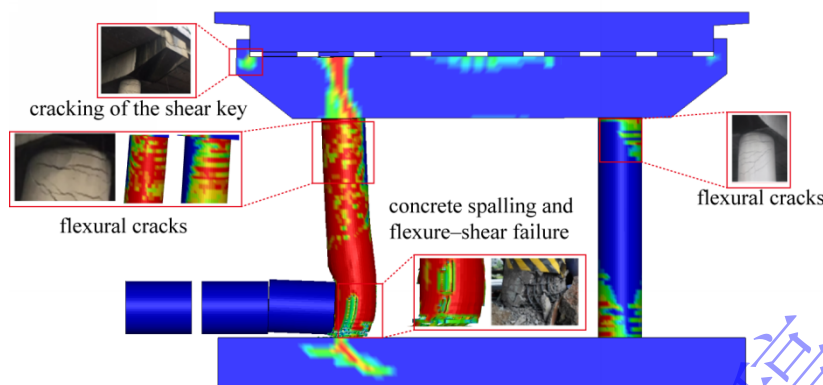 cracking of the shear key
flexural cracks
concrete spalling and
flexure–shear failure
flexural cracks